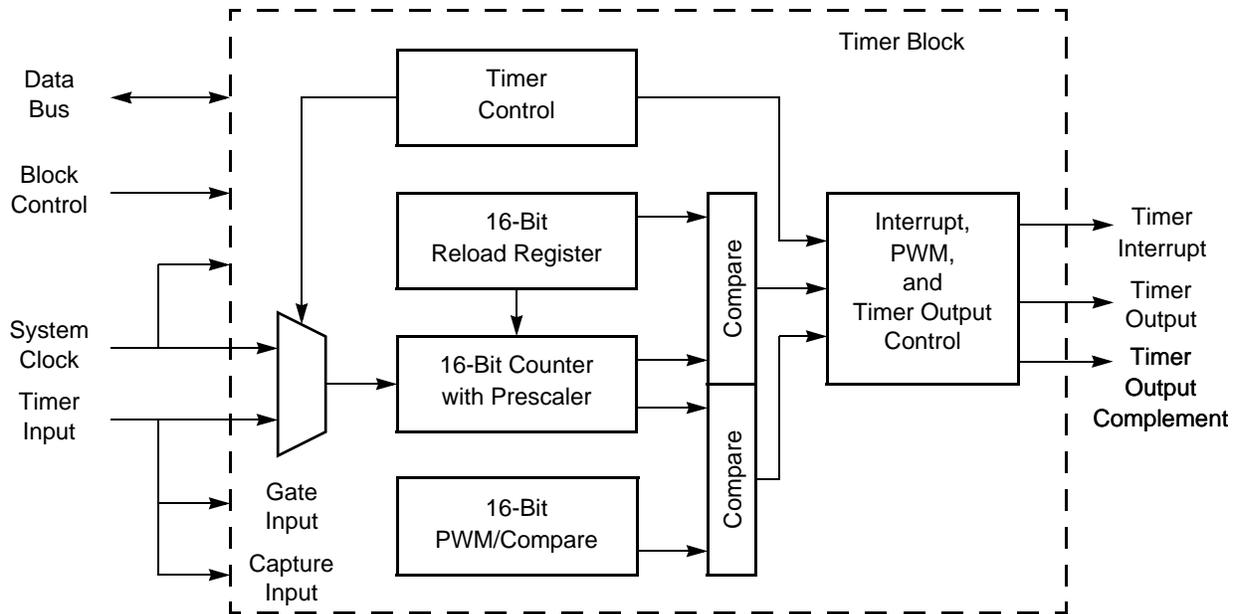 Timer Block
Data
Bus
Block
Control
System
Clock
Timer
Input
Gate
Input
Capture
Input
Timer
Control
16-Bit
Reload Register
16-Bit Counter
with Prescaler
16-Bit
PWM/Compare
Compare
Compare
Interrupt,
PWM,
and
Timer Output
Control
Timer
Interrupt
Timer
Output
Timer
Output
Complement